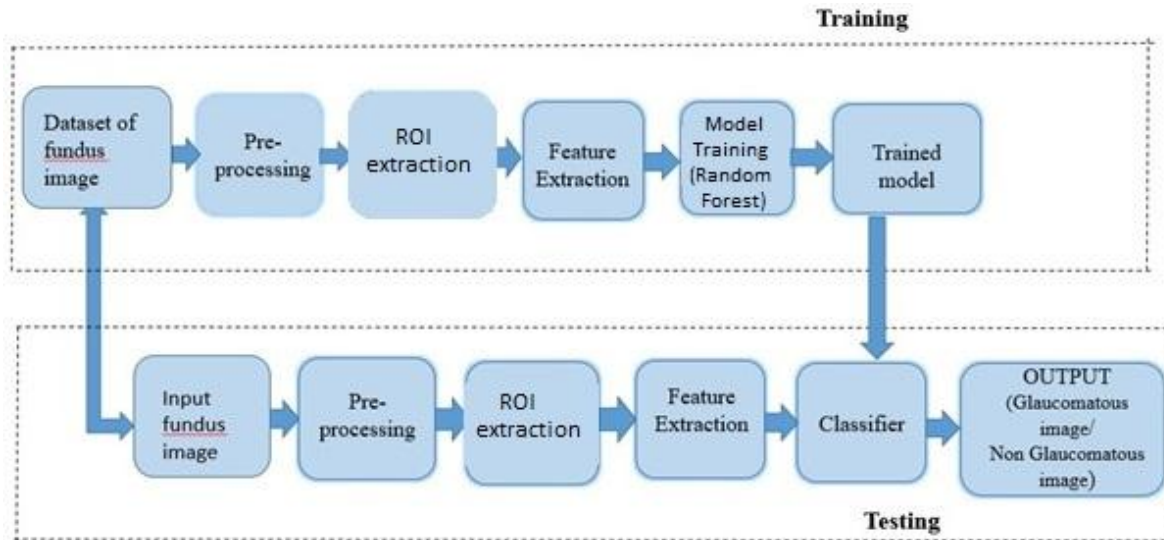 Training
Dataset of
fundus
image
Pre-
processing
ROI
extraction
Feature
Extraction
Model
Training
(Random
Forest)
Trained
model
Input
fundus
image
Pre-
processing
ROI
extraction
Feature
Extraction
Classifier
OUTPUT
(Glaucomatous
image/
Non Glaucomatous
image)
Testing